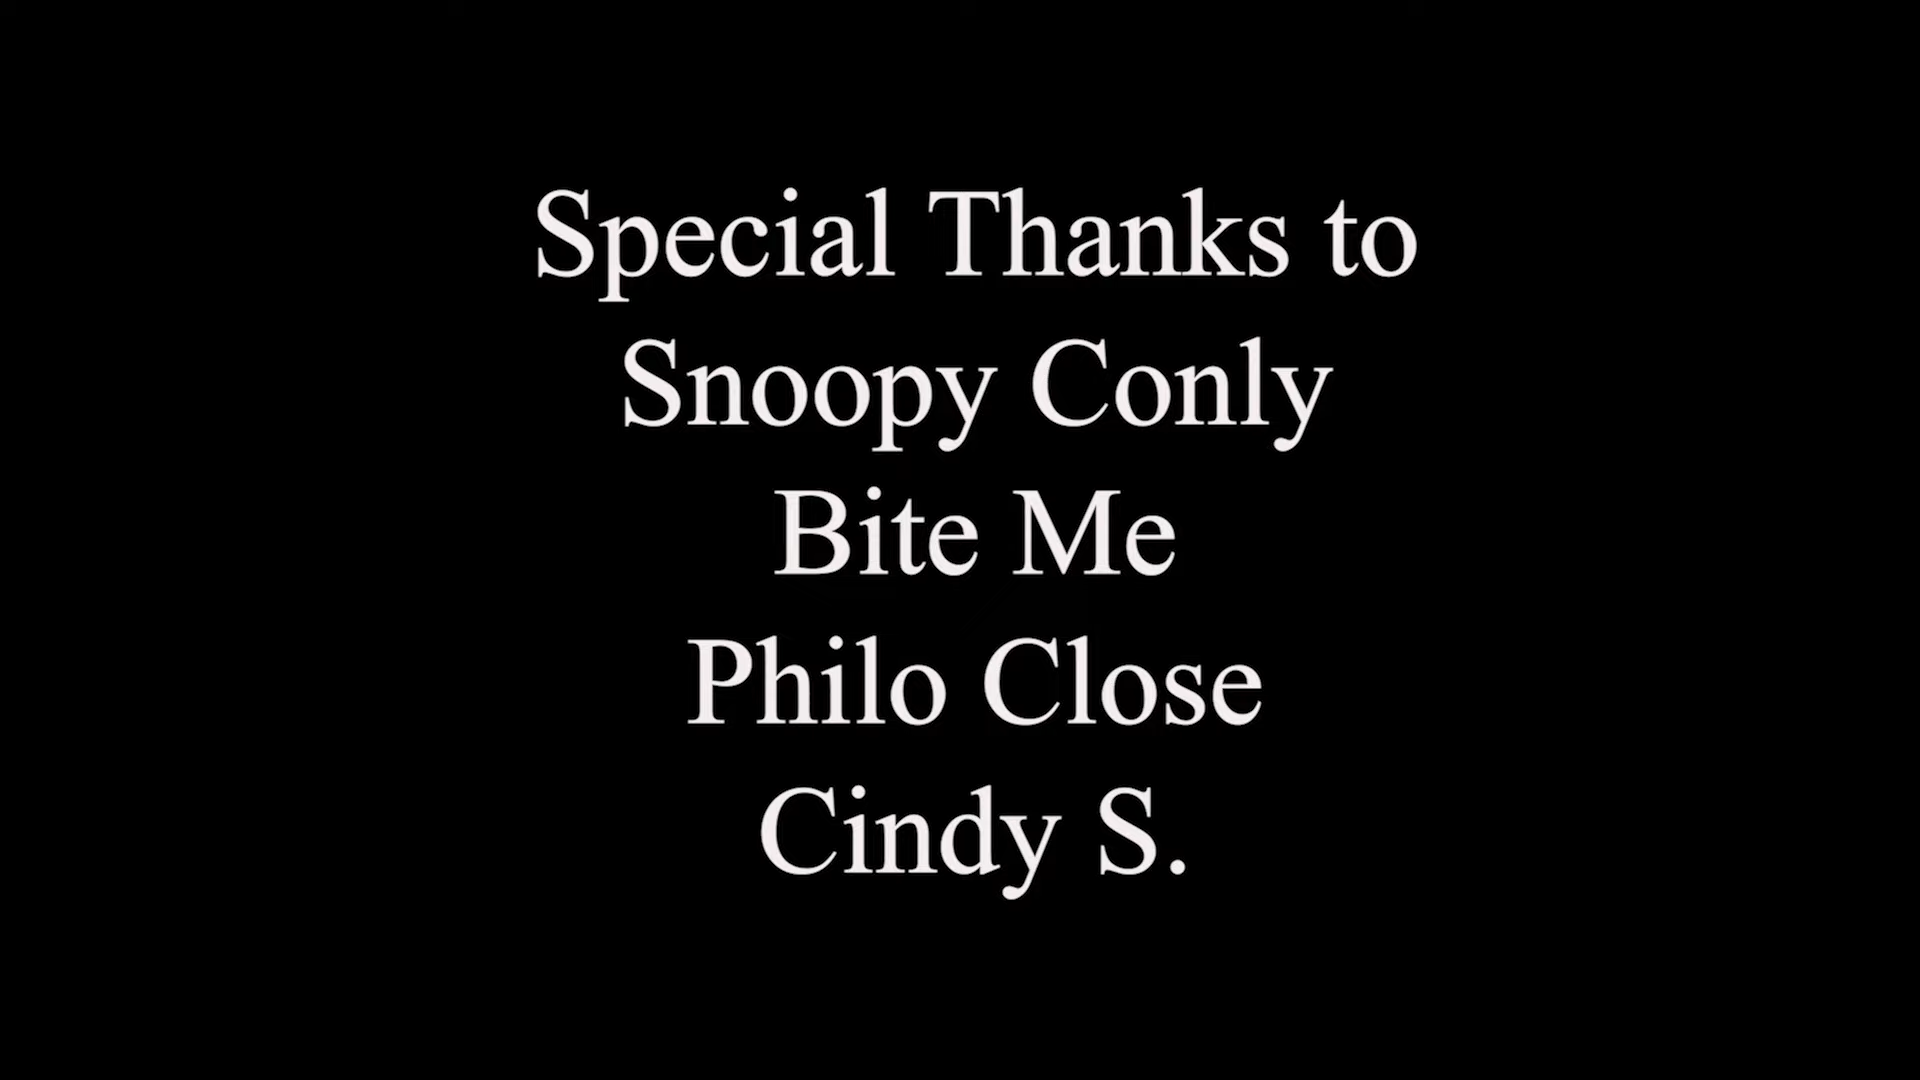 Special Thanks to
Snoopy Conly
Bite Me
Philo Close
Cindy S.